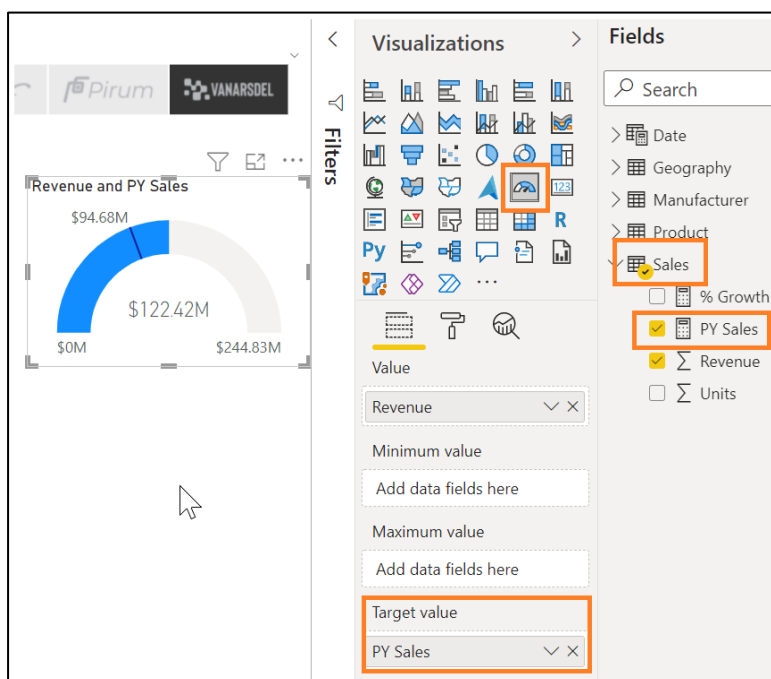 Pirum
VANARSDEL
Revenue and PY Sales
$94.68M
$122.42M
$0M
$244.83M
Filters
Visualizations
123
R
Py
Value
Revenue
Minimum value
Add data fields here
Maximum value
Add data fields here
Target value
PY Sales
Fields
Search
Date
Geography
Manufacturer
Product
Sales
% Growth
PY Sales
Revenue
Units